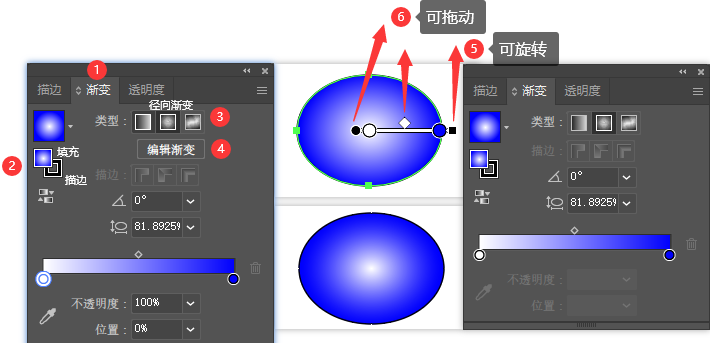 6 可拖动
5 可旋转
1
描边 渐变 透明度
径向渐变
类型： 3
编辑渐变 4
2 填充
描边
描边：
0°
81.8925%
不透明度： 100%
位置： 0%
描边 渐变 透明度
类型：
描边：
0°
81.8925%
不透明度：
位置：